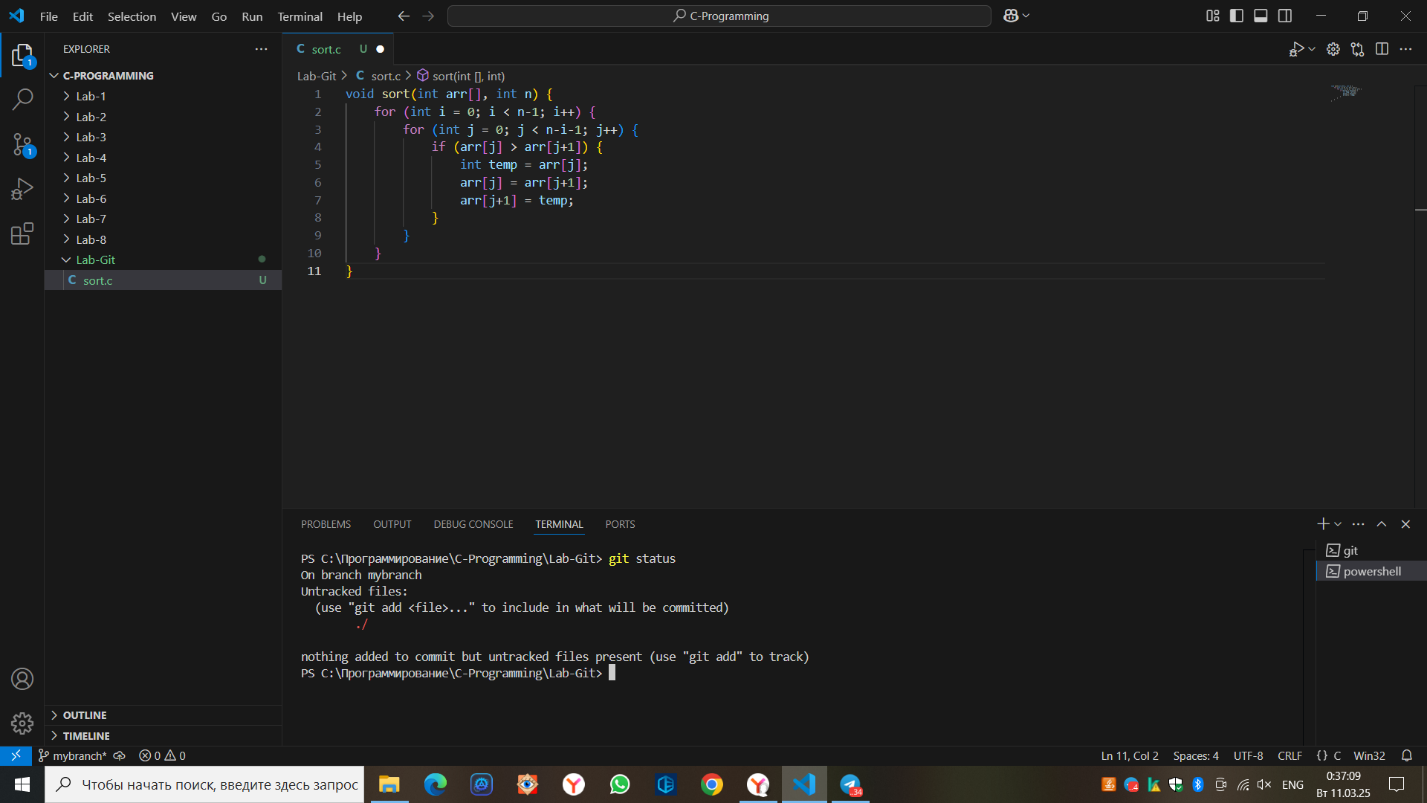 File Edit Selection View Go Run Terminal Help
C-Programming
EXPLORER
C-PROGRAMMING
Lab-1
Lab-2
Lab-3
Lab-4
Lab-5
Lab-6
Lab-7
Lab-8
Lab-Git
C sort.c U
OUTLINE
TIMELINE
1
1
C sort.c U
Lab-Git > C sort.c > sort(int [], int)
1 void sort(int arr[], int n) {
2 for (int i = 0; i < n-1; i++) {
3 for (int j = 0; j < n-i-1; j++) {
4 if (arr[j] > arr[j+1]) {
5 int temp = arr[j];
6 arr[j] = arr[j+1];
7 arr[j+1] = temp;
8 }
9 }
10 }
11 }
PROBLEMS OUTPUT DEBUG CONSOLE TERMINAL PORTS
PS C:\Программирование\C-Programming\Lab-Git> git status
On branch mybranch
Untracked files:
(use "git add <file>..." to include in what will be committed)
./
nothing added to commit but untracked files present (use "git add" to track)
PS C:\Программирование\C-Programming\Lab-Git>
git
powershell
mybranch* 0 0 Ln 11, Col 2 Spaces: 4 UTF-8 CRLF {} C Win32
Чтобы начать поиск, введите здесь запрос
ENG
0:37:09
Вт 11.03.25